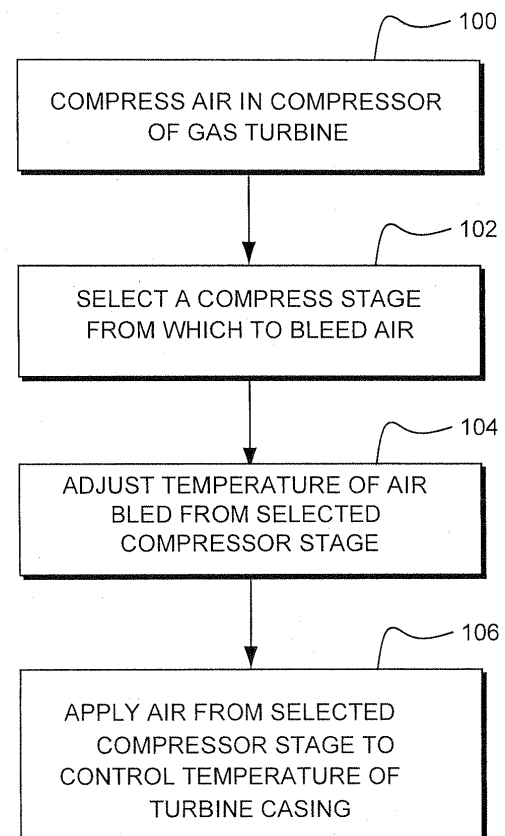 100
COMPRESS AIR IN COMPRESSOR
OF GAS TURBINE
102
SELECT A COMPRESS STAGE
FROM WHICH TO BLEED AIR
104
ADJUST TEMPERATURE OF AIR
BLED FROM SELECTED
COMPRESSOR STAGE
106
APPLY AIR FROM SELECTED
COMPRESSOR STAGE TO
CONTROL TEMPERATURE OF
TURBINE CASING